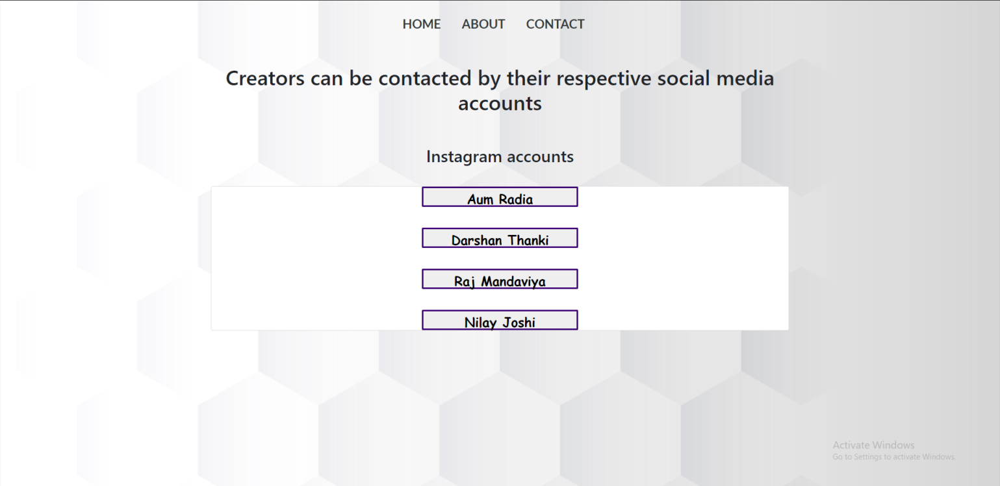 HOME ABOUT CONTACT
Creators can be contacted by their respective social media
accounts
Instagram accounts
Aum Radia
Darshan Thanki
Raj Mandaviya
Nilay Joshi
Activate Windows
Go to Settings to activate Windows.